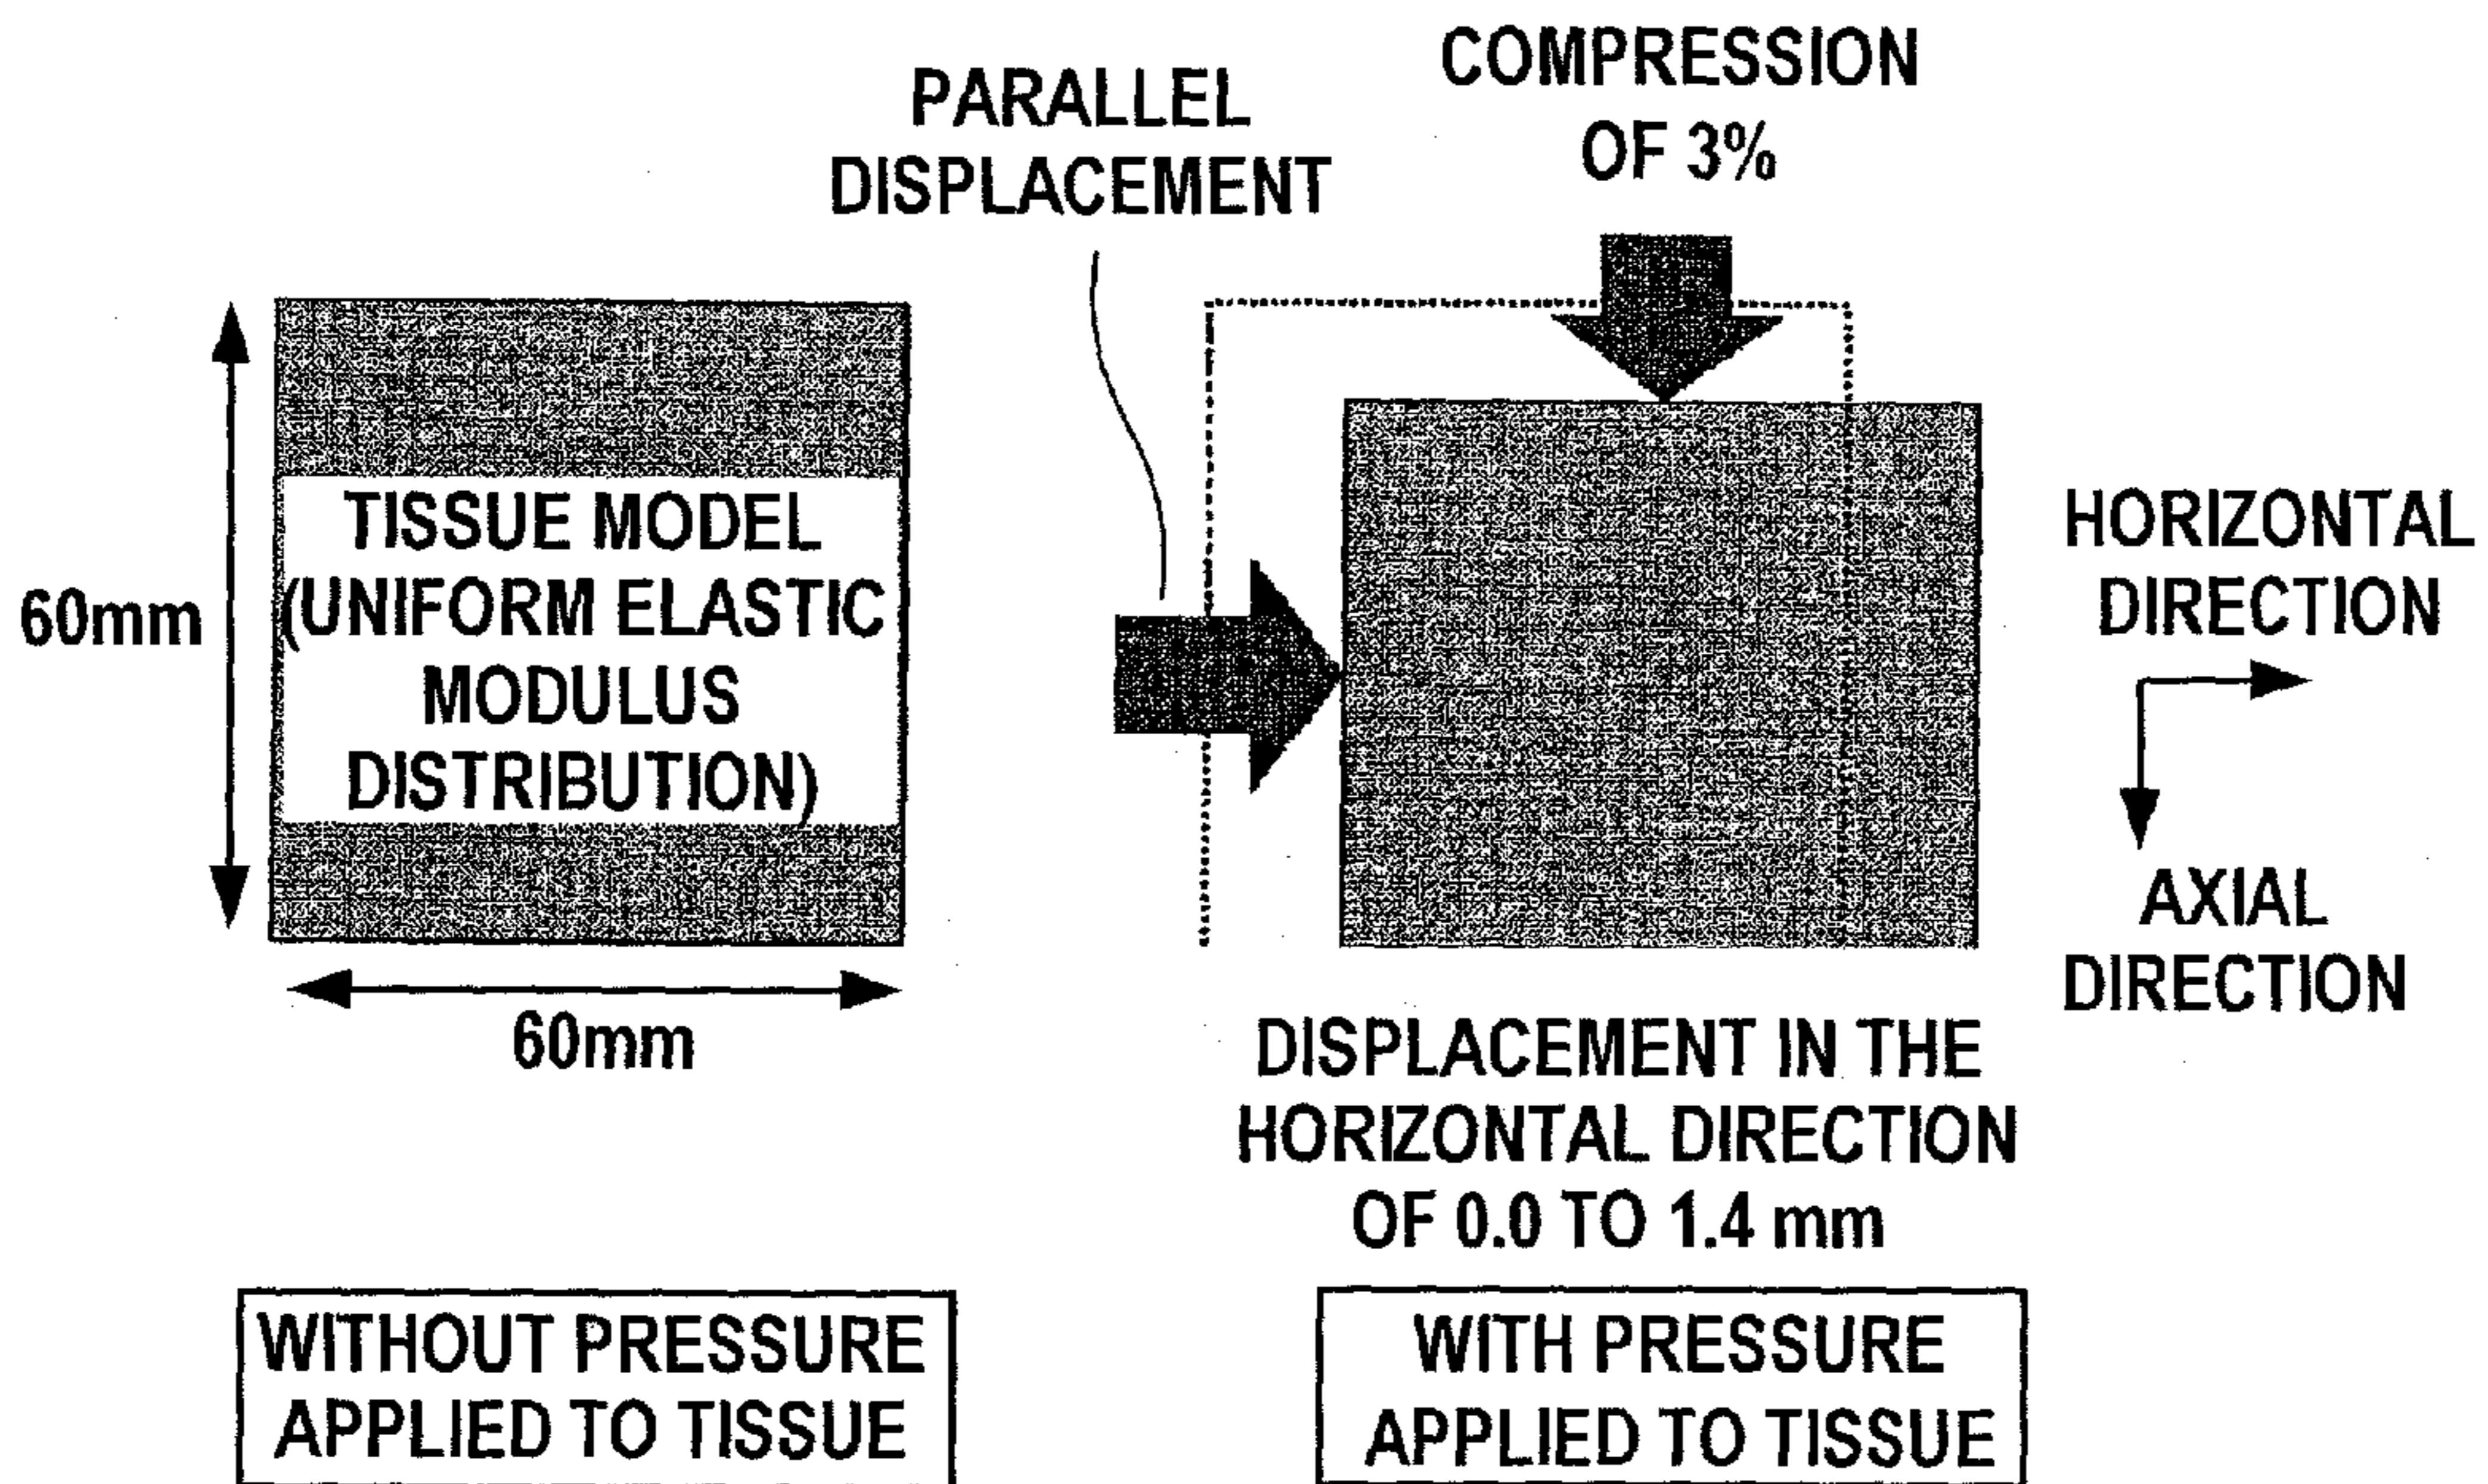 COMPRESSION
OF 3%
PARALLEL
DISPLACEMENT
60mm
TISSUE MODEL
(UNIFORM ELASTIC
MODULUS
DISTRIBUTION)
60mm
HORIZONTAL
DIRECTION
AXIAL
DIRECTION
DISPLACEMENT IN THE
HORIZONTAL DIRECTION
OF 0.0 TO 1.4 mm
WITHOUT PRESSURE
APPLIED TO TISSUE
WITH PRESSURE
APPLIED TO TISSUE